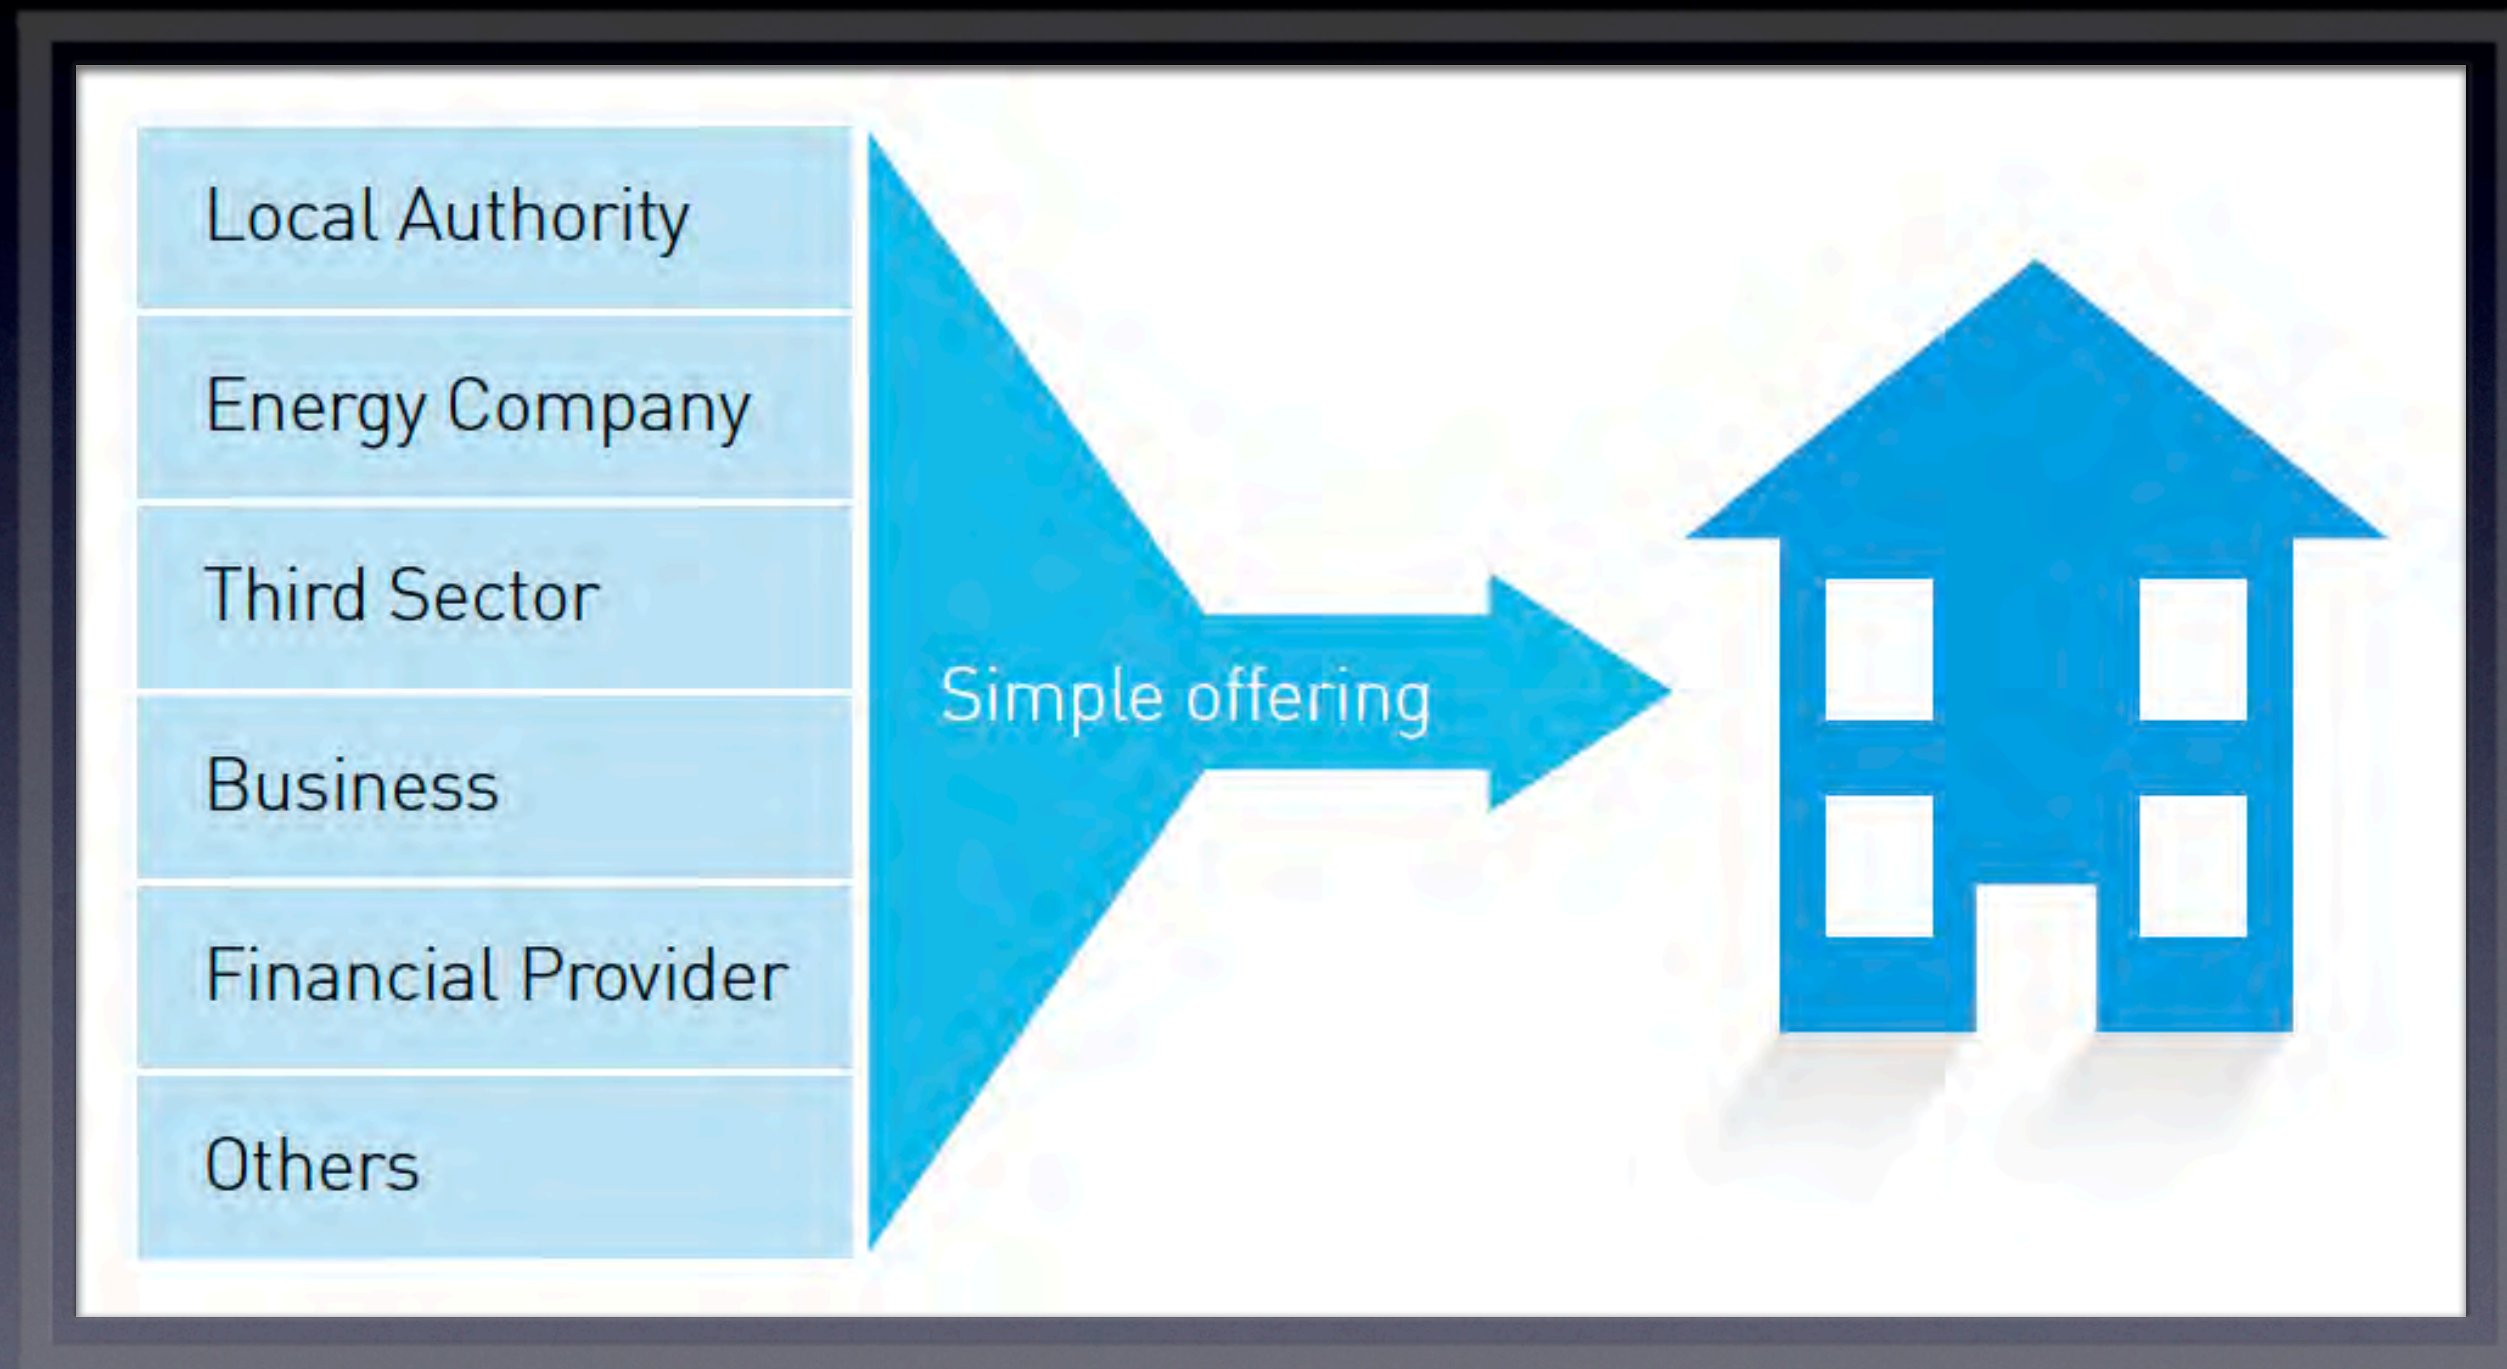 Local Authority
Energy Company
Third Sector
Business
Financial Provider
Others
Simple offering